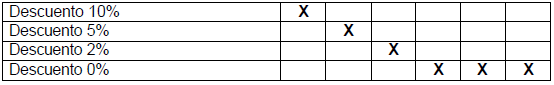 Descuento 10% X
Descuento 5% X
Descuento 2% X
Descuento 0% X X X